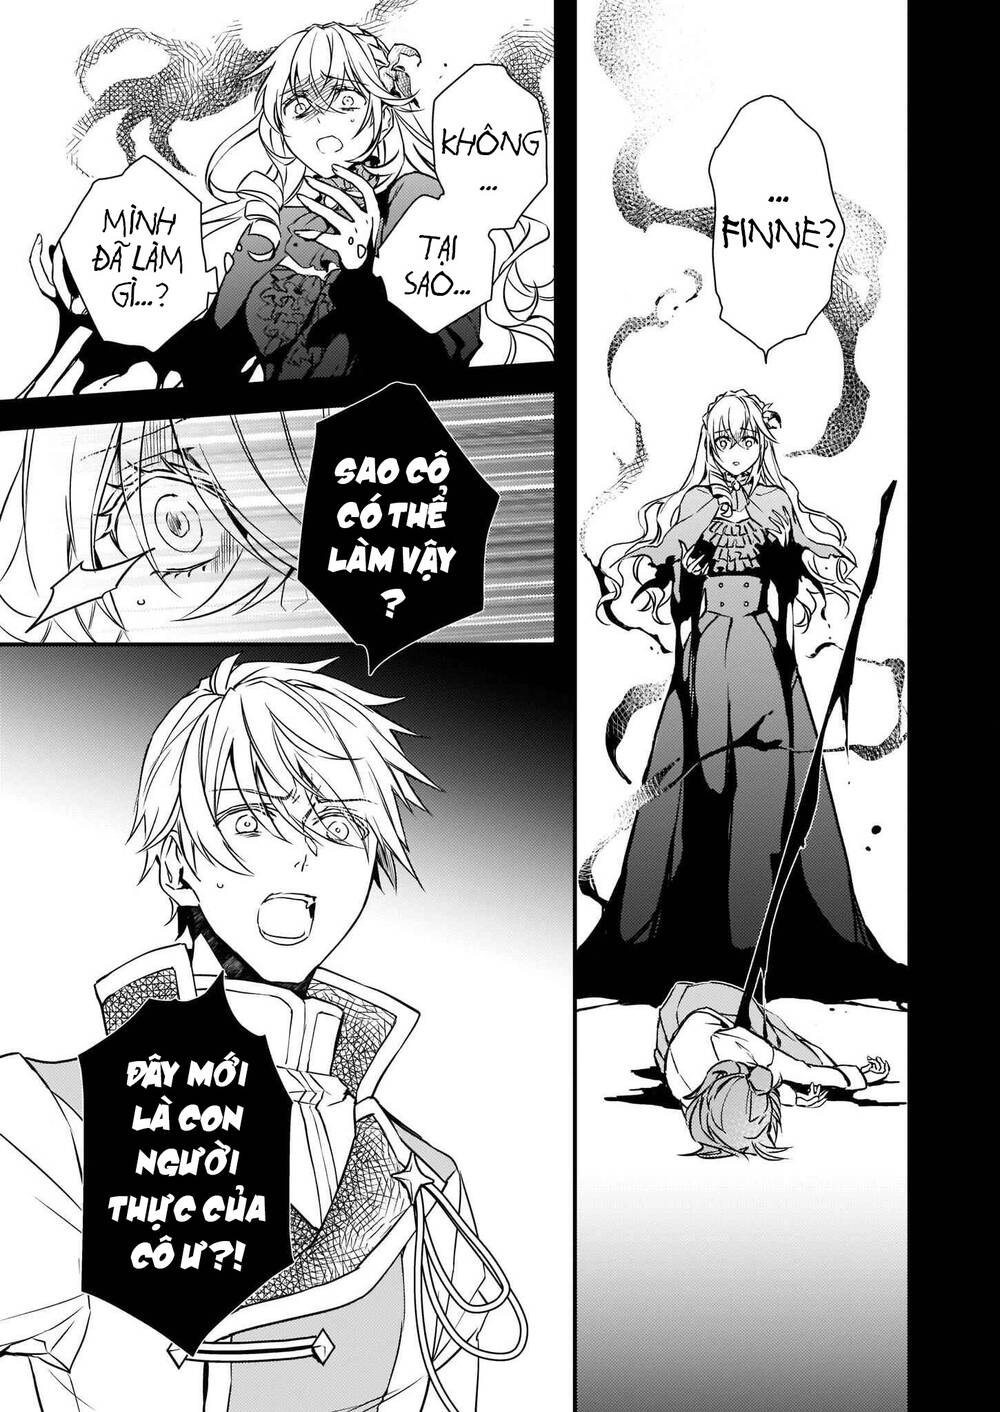 ...
FINNE?
KHÔNG
...
TẠI
SAO...
MÌNH
ĐÃ LÀM
GÌ...?
SAO CÔ
CÓ THỂ
LÀM VẬY
?
ĐÂY MỚI
LÀ CON
NGƯỜI
THỰC CỦA
CÔ Ư?!